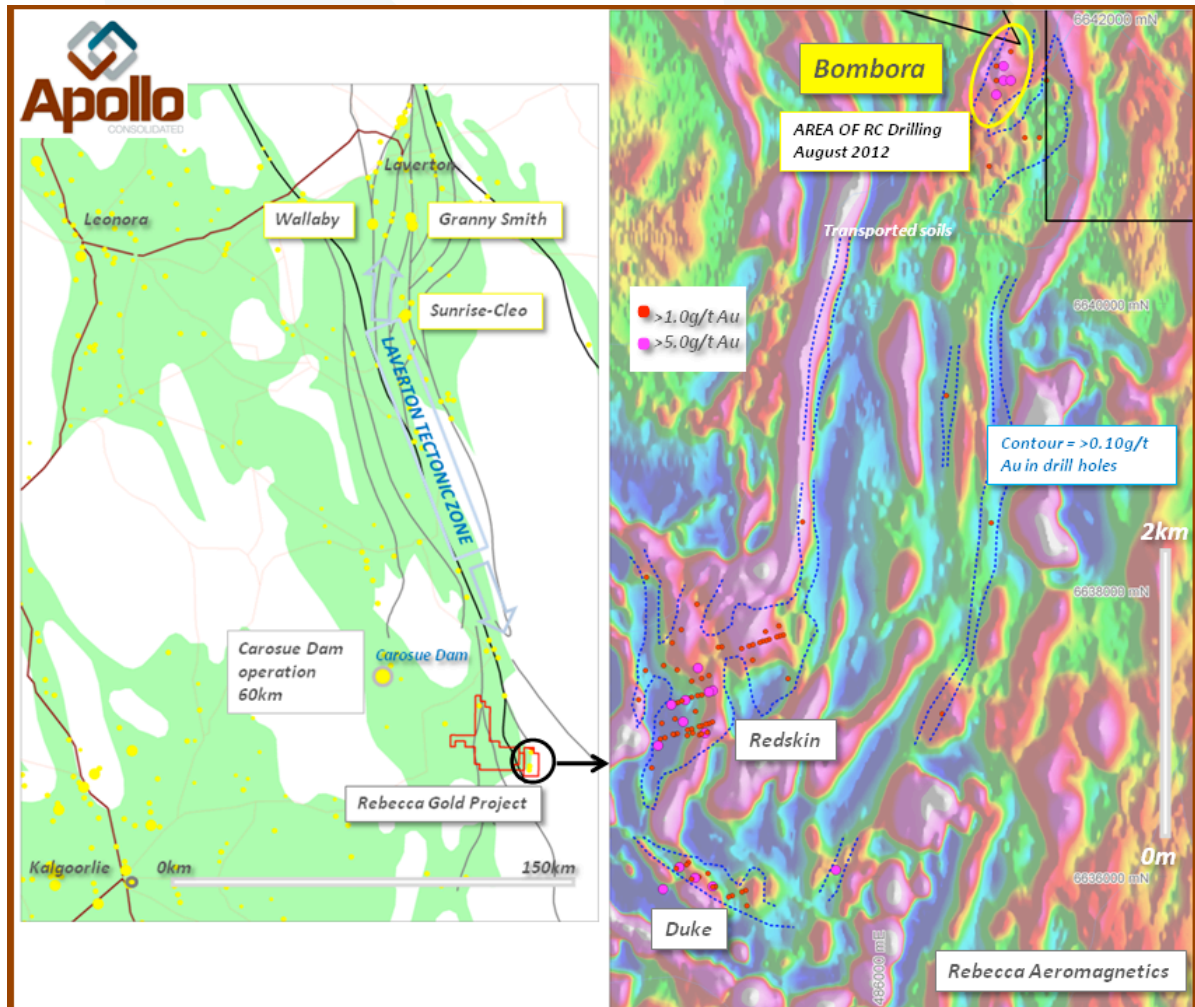 Apollo
CONSOLIDATED
Leonora
Laverton
Wallaby
Granny Smith
Sunrise-Cleo
LAVERTON TECTONIC ZONE
Carosue Dam
operation
60km
Carosue Dam
Rebecca Gold Project
Kalgoorlie
0km
150km
6642000 mN
Bombora
AREA OF RC Drilling
August 2012
Transported soils
>1.0g/t Au
>5.0g/t Au
6640000 mN
Contour = >0.10g/t
Au in drill holes
2km
6638000 mN
Redskin
0m
6636000 mN
Duke
486000 mE
Rebecca Aeromagnetics